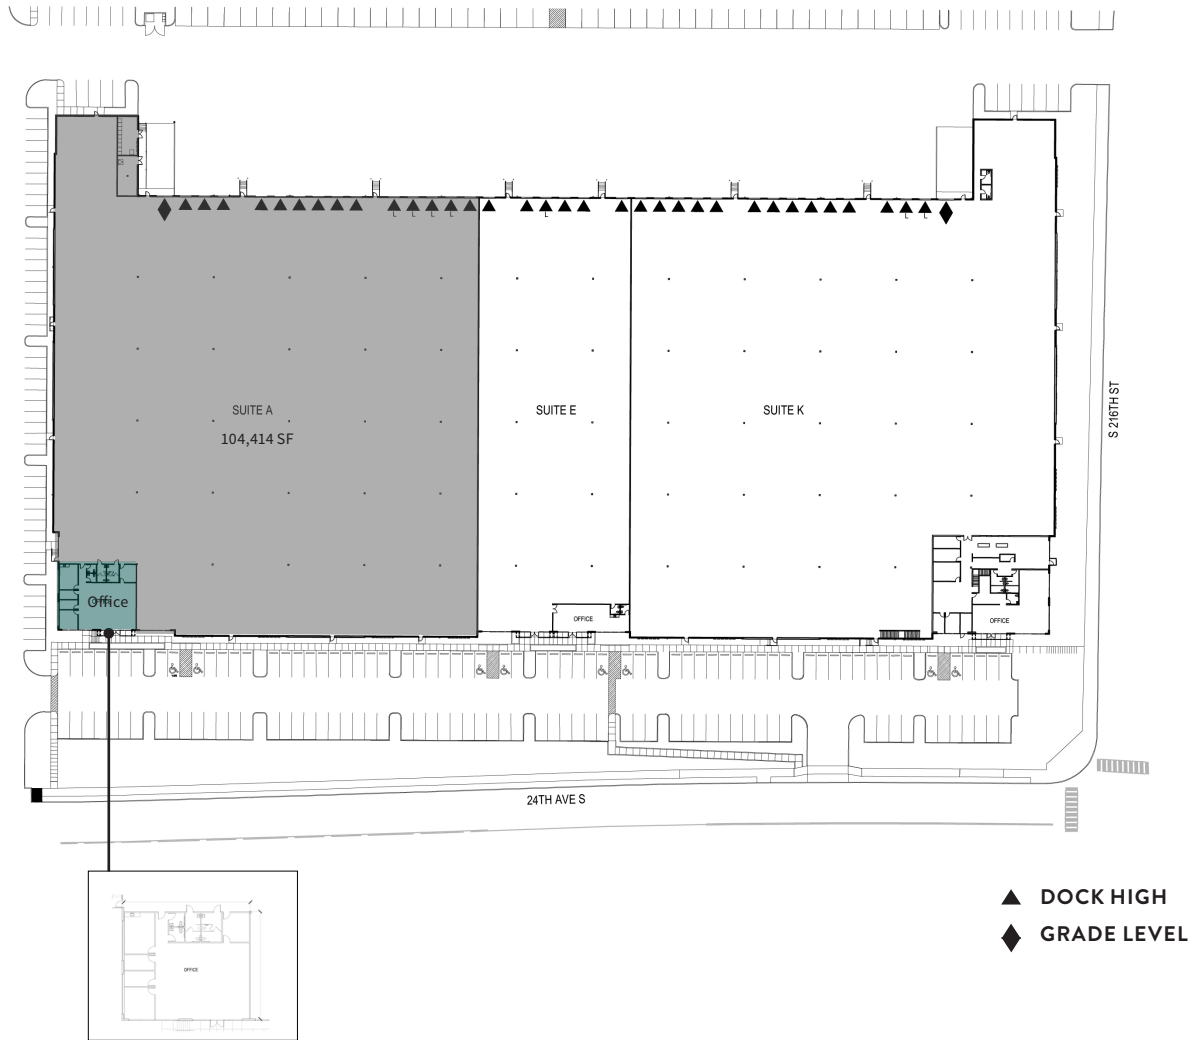 SUITE A
104,414 SF
SUITE E
SUITE K
S 216TH ST
Office
OFFICE
OFFICE
24TH AVE S
DOCK HIGH
GRADE LEVEL
OFFICE